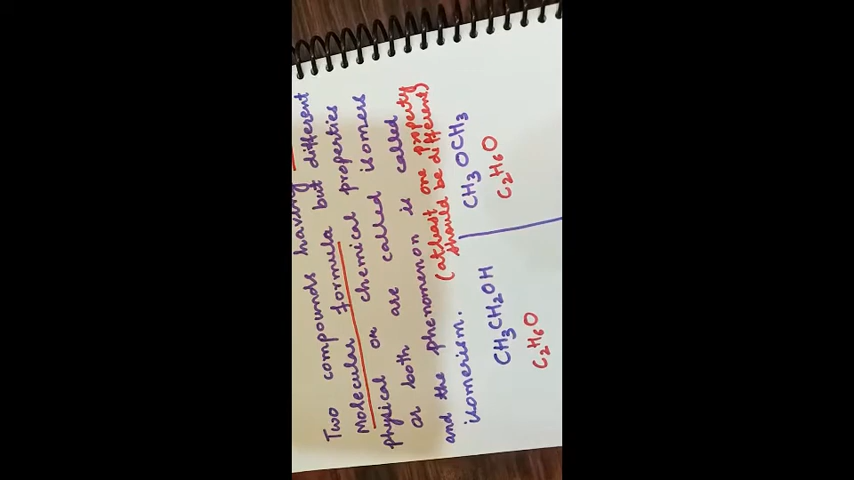 Two compounds having
Molecular formula but different
physical or chemical properties
or both are called isomers
and the phenomenon is called
isomerism. (atleast one property
should be different)
CH3CH2OH CH3OCH3
C2H6O C2H6O